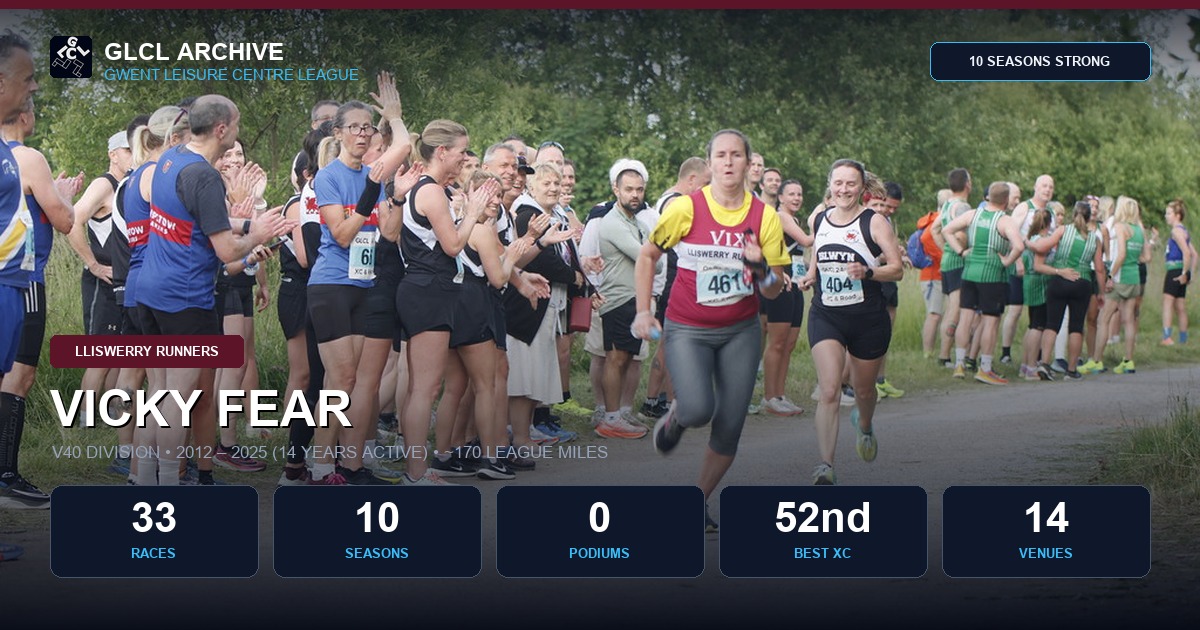 GLCL ARCHIVE
GWENT LEISURE CENTRE LEAGUE
10 SEASONS STRONG
VIX
LLISWERRY
461
BLWYN
404
LLISWERRY RUNNERS
VICKY FEAR
V40 DIVISION • 2012 – 2025 (14 YEARS ACTIVE) • ~170 LEAGUE MILES
33
RACES
10
SEASONS
0
PODIUMS
52nd
BEST XC
14
VENUES